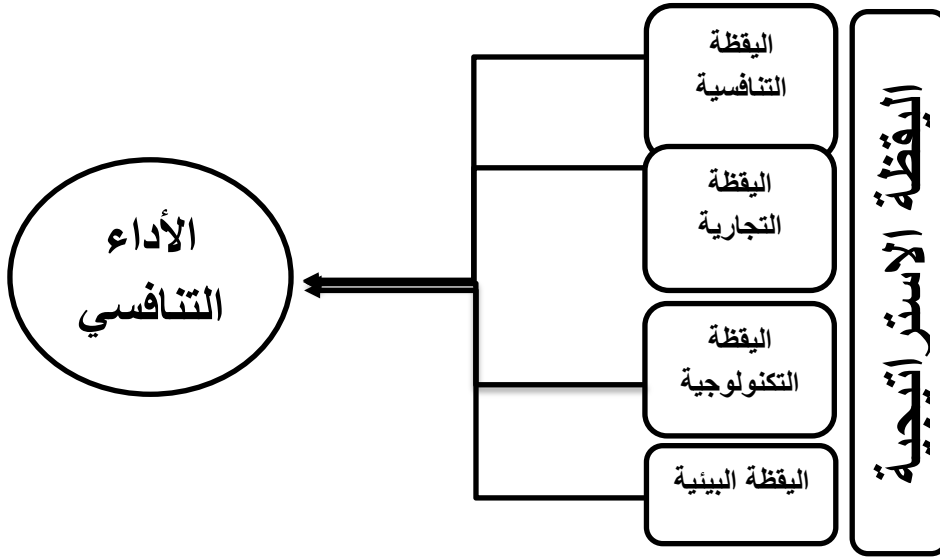 اليقظة الاستراتيجية
اليقظة
التنافسية
اليقظة
التجارية
اليقظة
التكنولوجية
اليقظة البيئية
الأداء
التنافسي